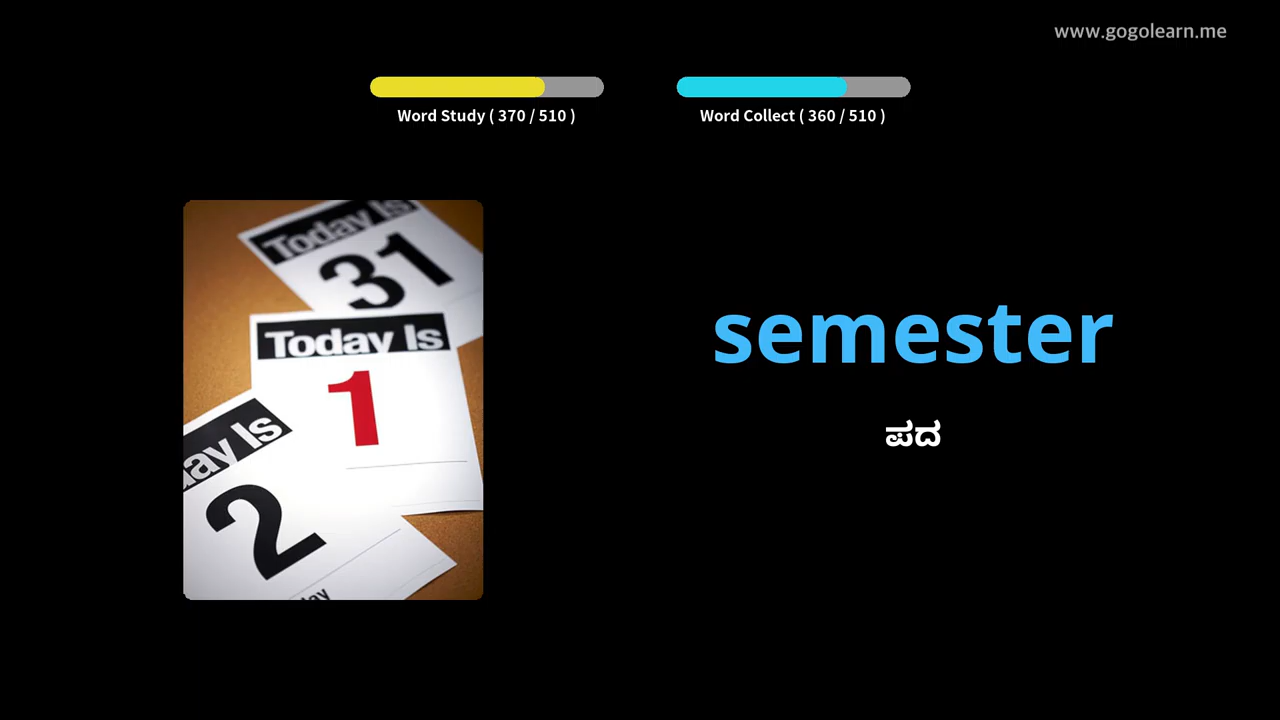 www.gogolearn.me
Word Study ( 370 / 510 )
Word Collect ( 360 / 510 )
Today Is
31
Today Is
1
ay Is
2
day
semester
ಪದ